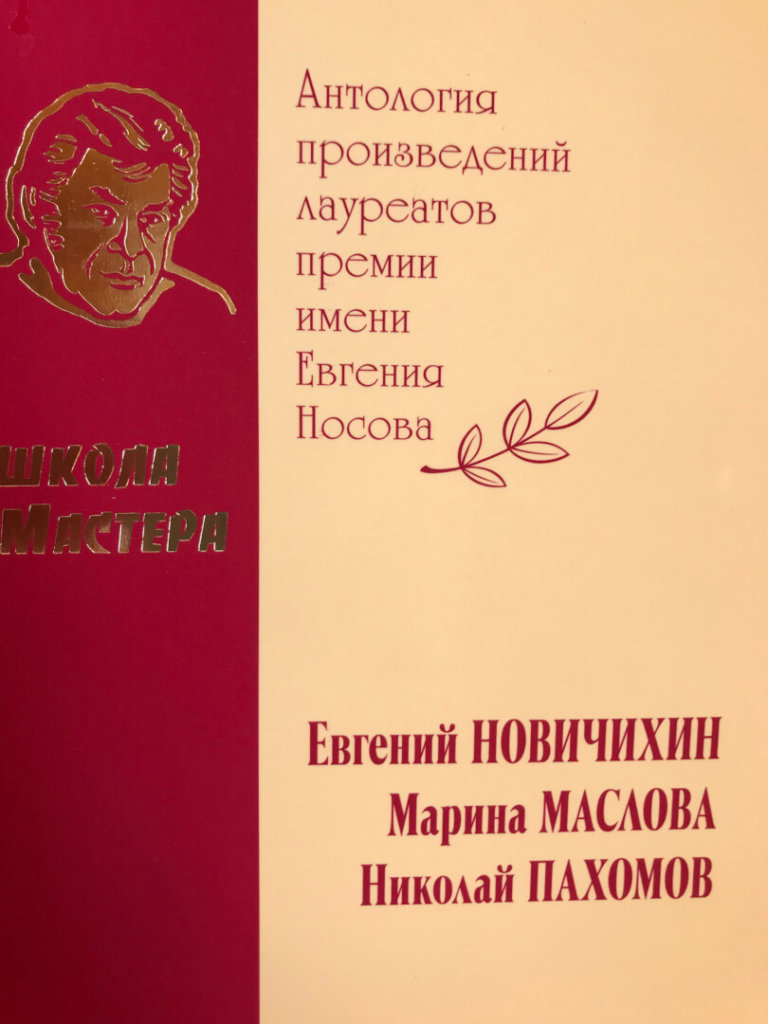 Антология
произведений
лауреатов
премии
имени
Евгения
Носова
школа
Мастера
Евгений НОВИЧИХИН
Марина МАСЛОВА
Николай ПАХОМОВ